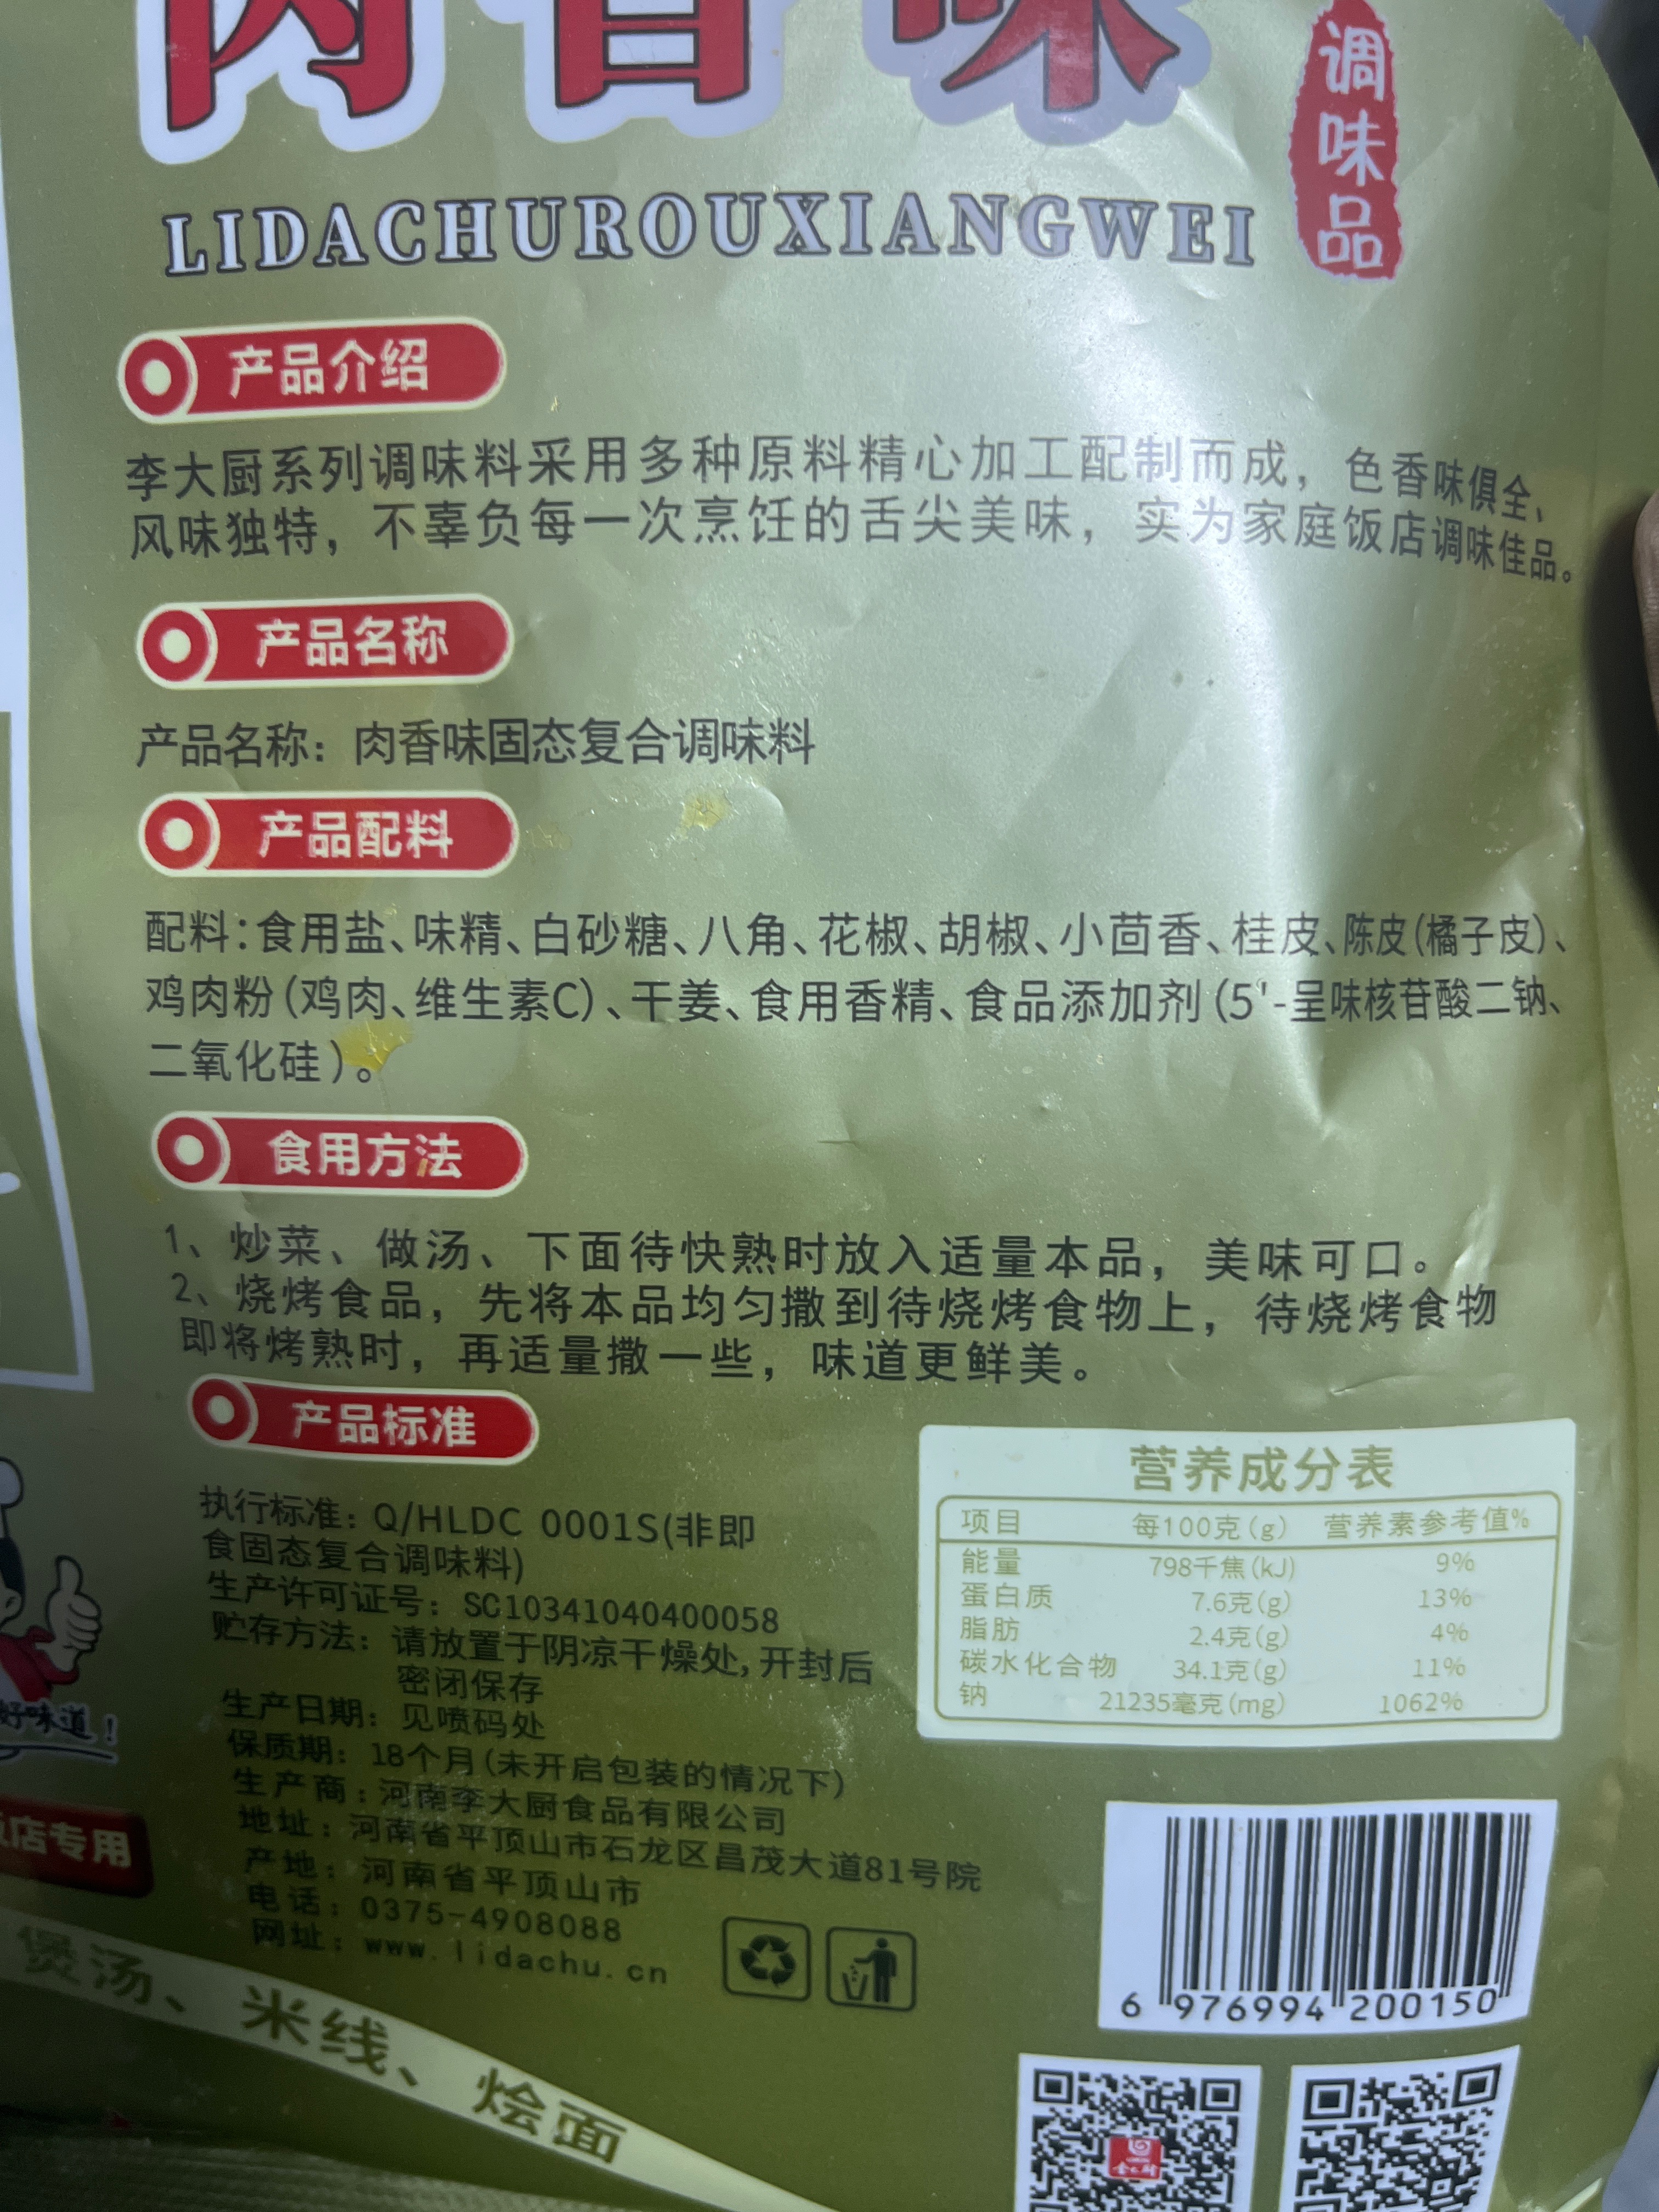 肉香味
调味品
LIDACHUROUXIANGWEI
产品介绍
李大厨系列调味料采用多种原料精心加工配制而成，色香味俱全、
风味独特，不辜负每一次烹饪的舌尖美味，实为家庭饭店调味佳品。
产品名称
产品名称：肉香味固态复合调味料
产品配料
配料：食用盐、味精、白砂糖、八角、花椒、胡椒、小茴香、桂皮、陈皮(橘子皮)、
鸡肉粉(鸡肉、维生素C)、干姜、食用香精、食品添加剂(5'-呈味核苷酸二钠、
二氧化硅)。
食用方法
1、炒菜、做汤、下面待快熟时放入适量本品，美味可口。
2、烧烤食品，先将本品均匀撒到待烧烤食物上，待烧烤食物
即将烤熟时，再适量撒一些，味道更鲜美。
产品标准
执行标准：Q/HLDC 0001S(非即
食固态复合调味料)
生产许可证号：SC10341040400058
贮存方法：请放置于阴凉干燥处,开封后
密闭保存
生产日期：见喷码处
保质期：18个月(未开启包装的情况下)
生产商：河南李大厨食品有限公司
地址：河南省平顶山市石龙区昌茂大道81号院
产地：河南省平顶山市
电话：0375-4908088
网址：www.lidachu.cn
营养成分表
项目 每100克(g) 营养素参考值%
能量 798千焦(kJ) 9%
蛋白质 7.6克(g) 13%
脂肪 2.4克(g) 4%
碳水化合物 34.1克(g) 11%
钠 21235毫克(mg) 1062%
6 976994 200150
好味道！
店专用
煲汤、米线、烩面